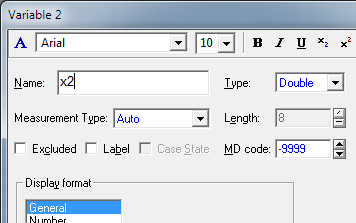 Variable 2
A Arial 10 B I U x₂ x²
Name: x2 Type: Double
Measurement Type: Auto Length: 8
Excluded Label Case State MD code: -9999
Display format
General
Number